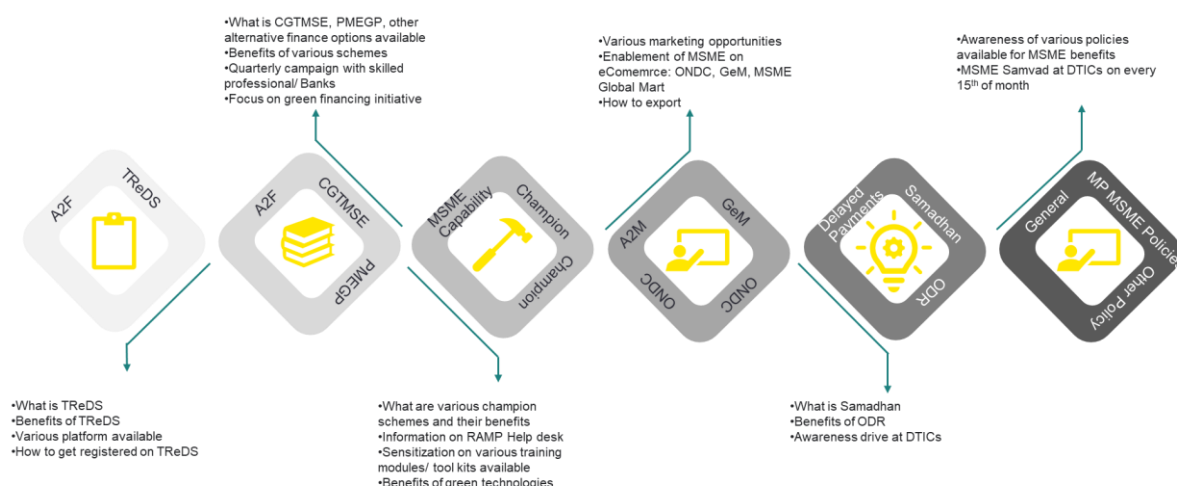 •What is CGTMSE, PMEGP, other
alternative finance options available
•Benefits of various schemes
•Quarterly campaign with skilled
professional/ Banks
•Focus on green financing initiative
•Various marketing opportunities
•Enablement of MSME on
eComemrce: ONDC, GeM, MSME
Global Mart
•How to export
•Awareness of various policies
available for MSME benefits
•MSME Samvad at DTICs on every
15th of month
A2F
TReDS
A2F
CGTMSE
PMEGP
MSME
Capability
Champion
Champion
A2M
GeM
ONDC
ONDC
Delayed
Payments
Samadhan
ODR
General
MP MSME Policies
Other Policy
•What is TReDS
•Benefits of TReDS
•Various platform available
•How to get registered on TReDS
•What are various champion
schemes and their benefits
•Information on RAMP Help desk
•Sensitization on various training
modules/ tool kits available
•Benefits of green technologies
•What is Samadhan
•Benefits of ODR
•Awareness drive at DTICs